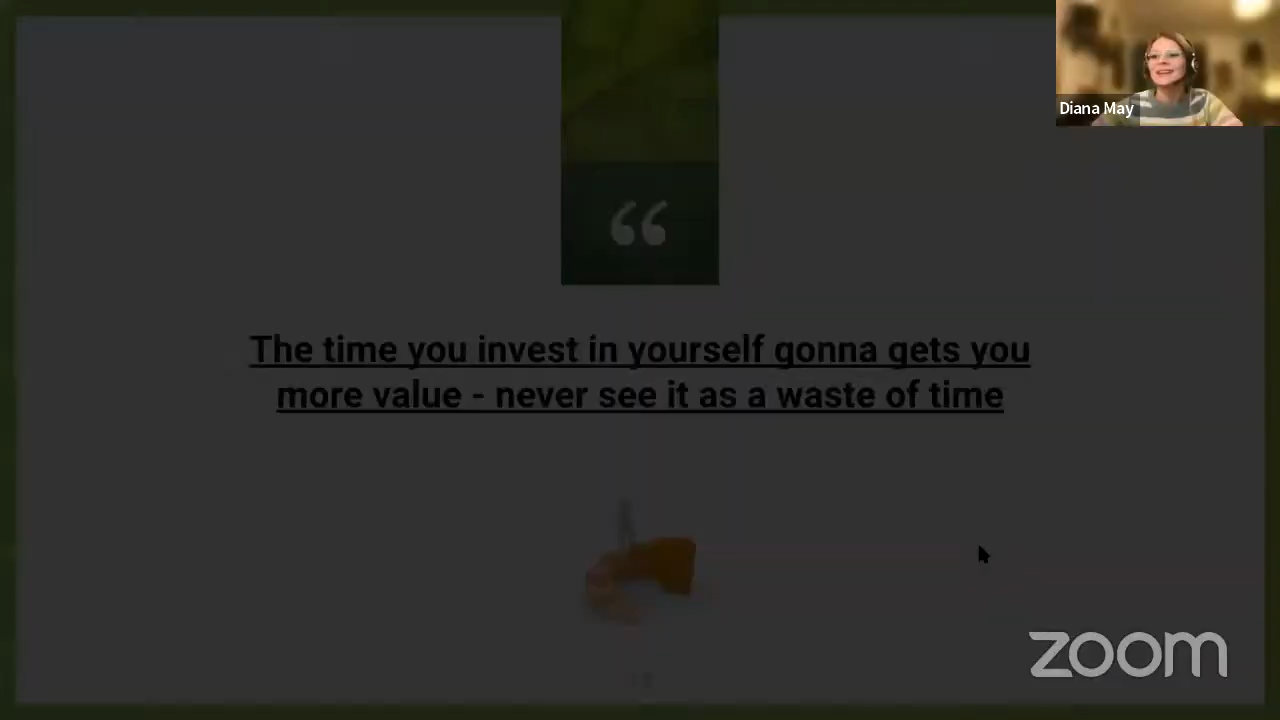 Diana May
“
The time you invest in yourself gonna gets you
more value - never see it as a waste of time
zoom